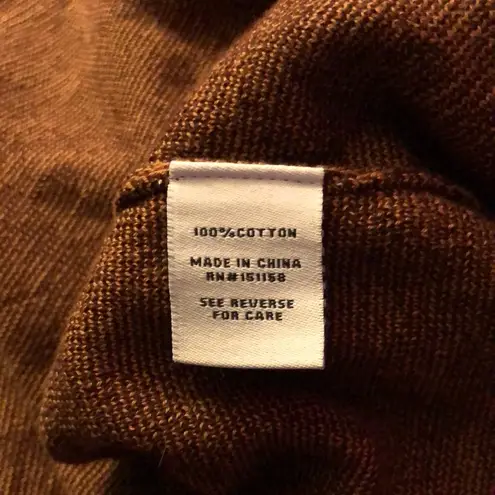 100%COTTON
MADE IN CHINA
RN#151158
SEE REVERSE
FOR CARE